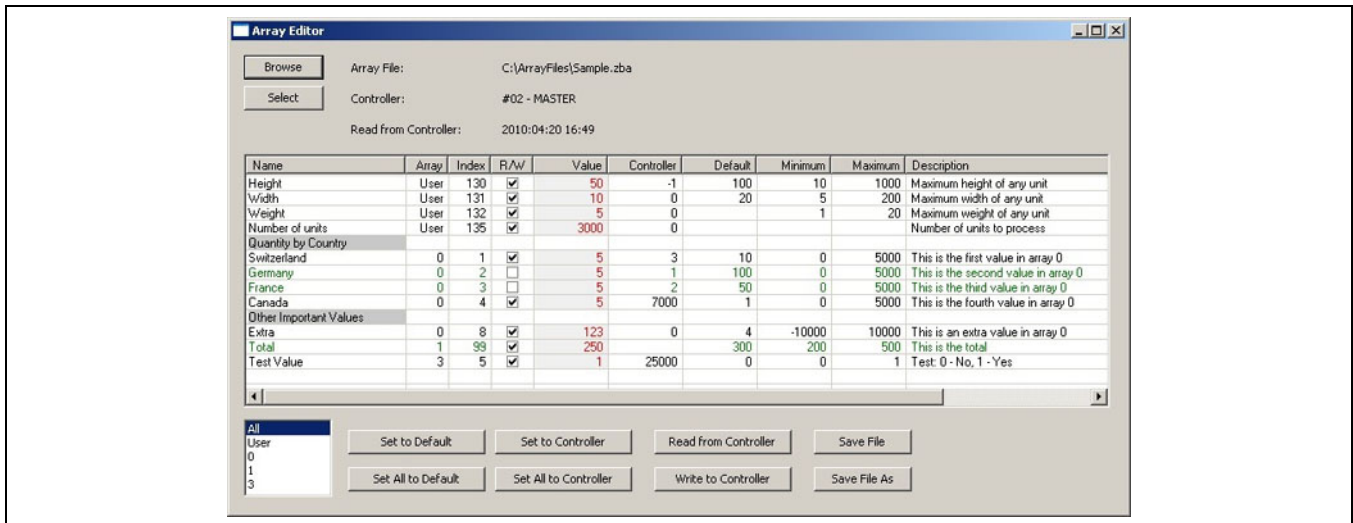 Array Editor
Browse Array File: C:\ArrayFiles\Sample.zba
Select Controller: #02 - MASTER
Read from Controller: 2010:04:20 16:49
Name Array Index R/W Value Controller Default Minimum Maximum Description
Height User 130 50 -1 100 10 1000 Maximum height of any unit
Width User 131 10 0 20 5 200 Maximum width of any unit
Weight User 132 5 0 1 20 Maximum weight of any unit
Number of units User 135 3000 0 Number of units to process
Quantity by Country
Switzerland 0 1 5 3 10 0 5000 This is the first value in array 0
Germany 0 2 5 1 100 0 5000 This is the second value in array 0
France 0 3 5 2 50 0 5000 This is the third value in array 0
Canada 0 4 5 7000 1 0 5000 This is the fourth value in array 0
Other Important Values
Extra 0 8 123 0 4 -10000 10000 This is an extra value in array 0
Total 1 99 250 300 200 500 This is the total
Test Value 3 5 1 25000 0 0 1 Test: 0 - No, 1 - Yes
All
User
0
1
3
Set to Default Set to Controller Read from Controller Save File
Set All to Default Set All to Controller Write to Controller Save File As